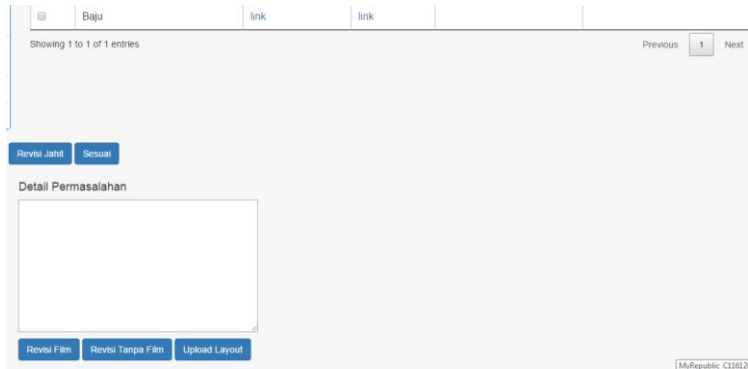 Baju link link
Showing 1 to 1 of 1 entries Previous 1 Next
Revisi Jahit Sesuai
Detail Permasalahan
Revisi Film Revisi Tanpa Film Upload Layout
MyRepublic_C11612